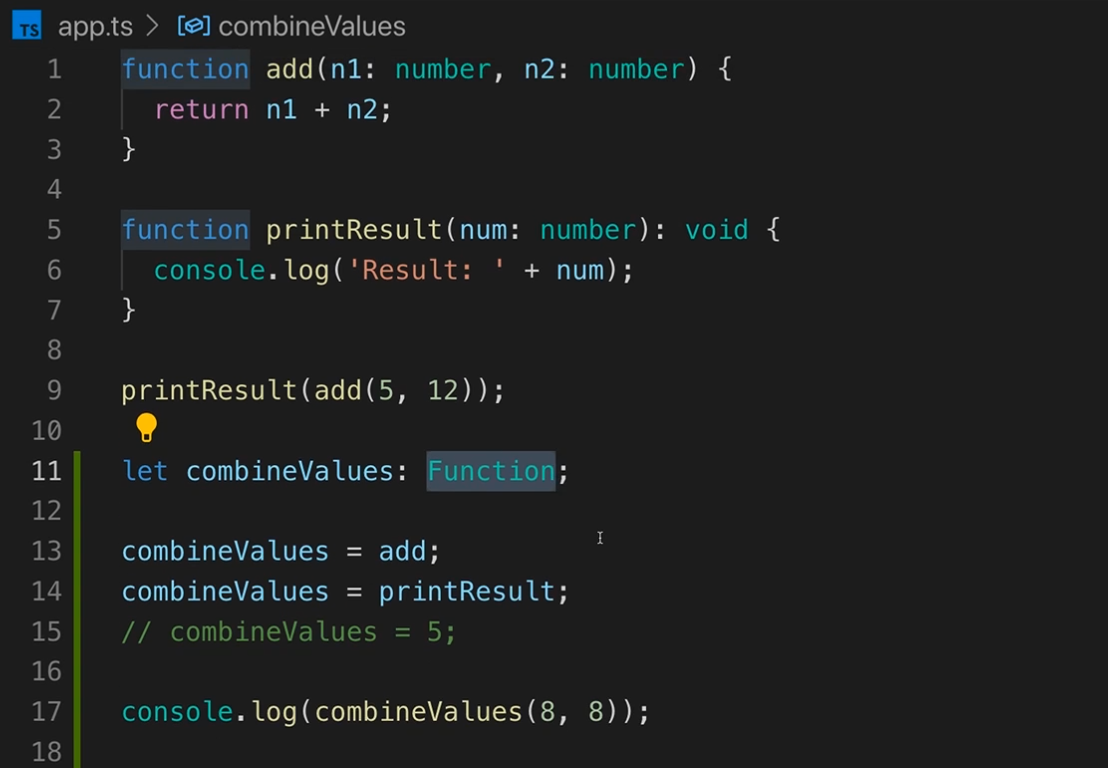 TS app.ts > combineValues
1 function add(n1: number, n2: number) {
2   return n1 + n2;
3 }
4
5 function printResult(num: number): void {
6   console.log('Result: ' + num);
7 }
8
9 printResult(add(5, 12));
10
11 let combineValues: Function;
12
13 combineValues = add;
14 combineValues = printResult;
15 // combineValues = 5;
16
17 console.log(combineValues(8, 8));
18